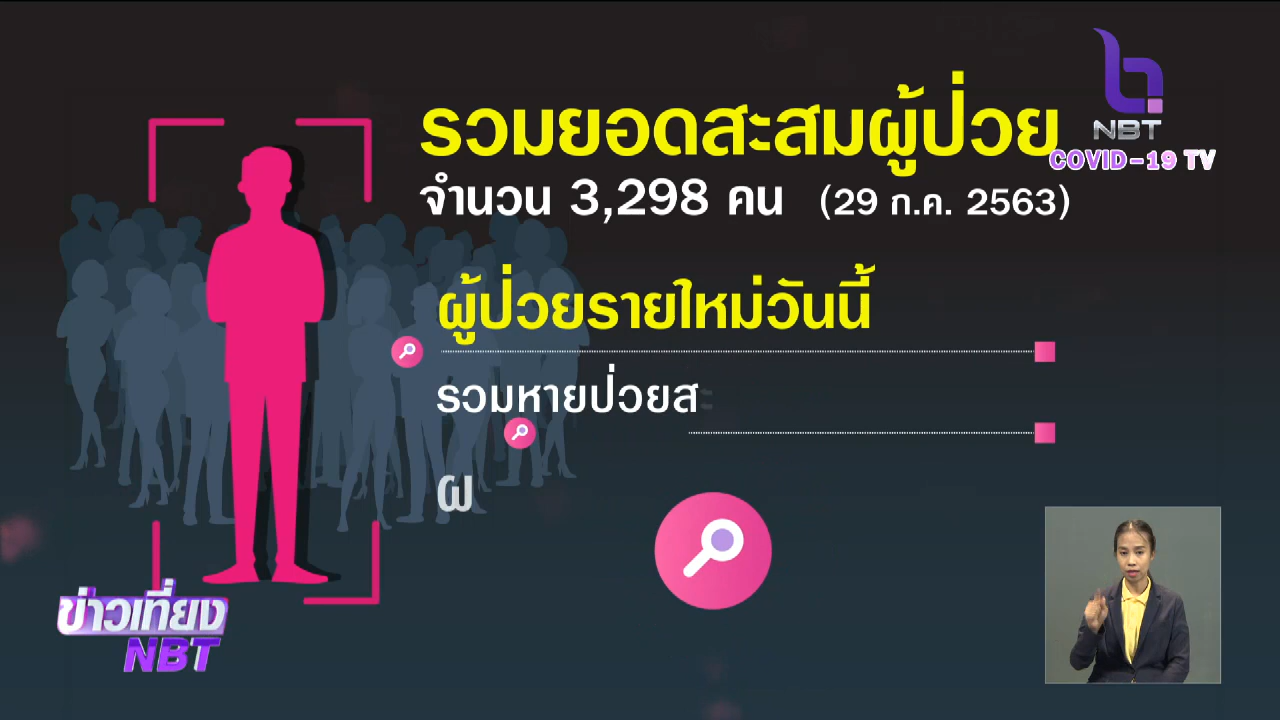 รวมยอดสะสมผู้ป่วย
NBT
COVID-19 TV
จำนวน 3,298 คน (29 ก.ค. 2563)
ผู้ป่วยรายใหม่วันนี้
รวมหายป่วยสะ
ผ
ข่าวเที่ยง
NBT